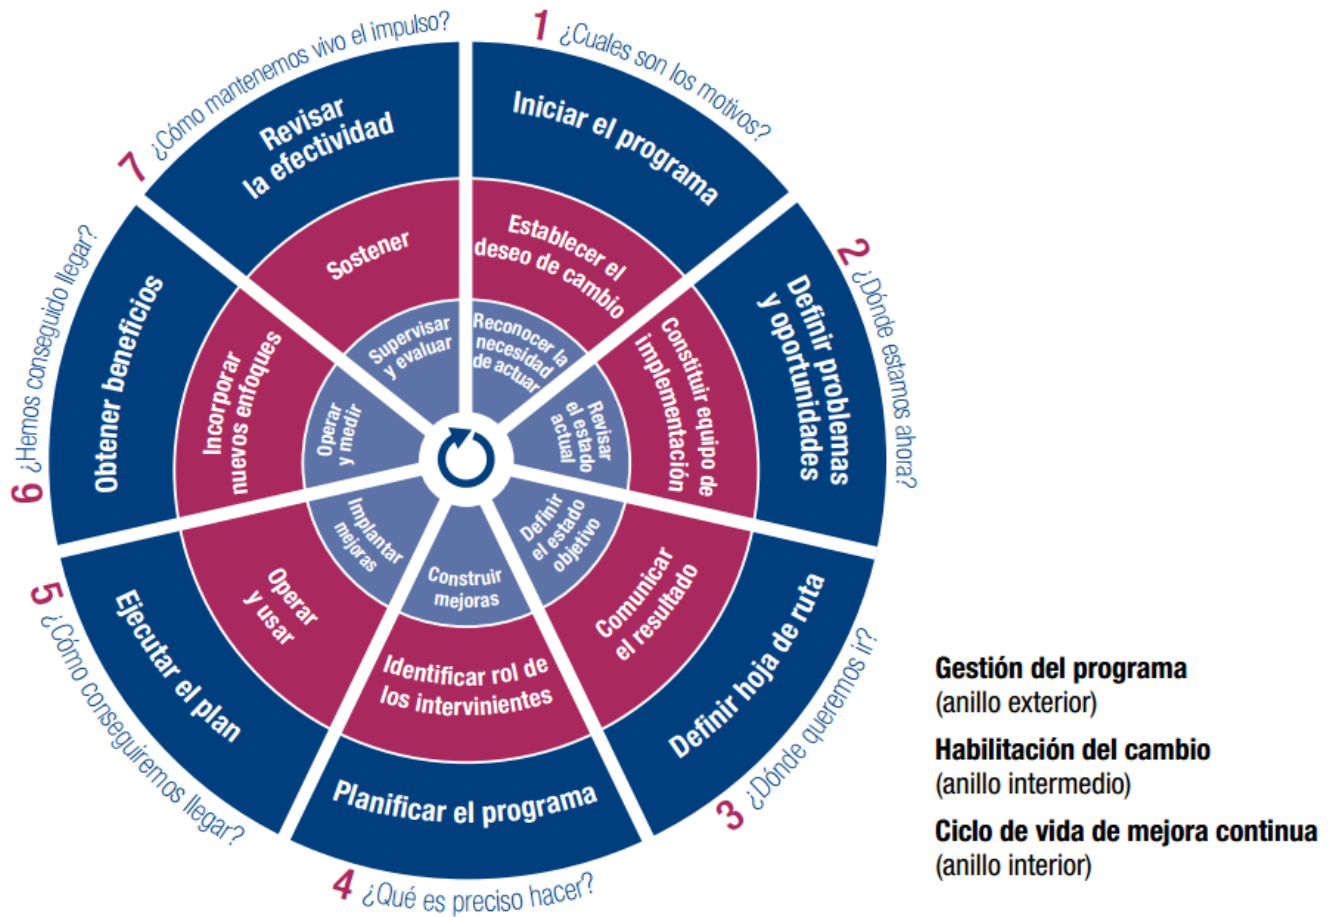 1 ¿Cuales son los motivos?
Iniciar el programa
Establecer el
deseo de cambio
Reconocer la
necesidad
de actuar
2 ¿Dónde estamos ahora?
Definir problemas
y oportunidades
Constituir equipo de
implementación
Revisar
el estado
actual
3 ¿Dónde queremos ir?
Definir hoja de ruta
Comunicar
el resultado
Definir
el estado
objetivo
4 ¿Qué es preciso hacer?
Planificar el programa
Identificar rol de
los intervinientes
Construir
mejoras
5 ¿Cómo conseguiremos llegar?
Ejecutar el plan
Operar
y usar
Implantar
mejoras
6 ¿Hemos conseguido llegar?
Obtener beneficios
Incorporar
nuevos enfoques
Operar
y medir
7 ¿Cómo mantenemos vivo el impulso?
Revisar
la efectividad
Sostener
Supervisar
y evaluar
Gestión del programa
(anillo exterior)
Habilitación del cambio
(anillo intermedio)
Ciclo de vida de mejora continua
(anillo interior)